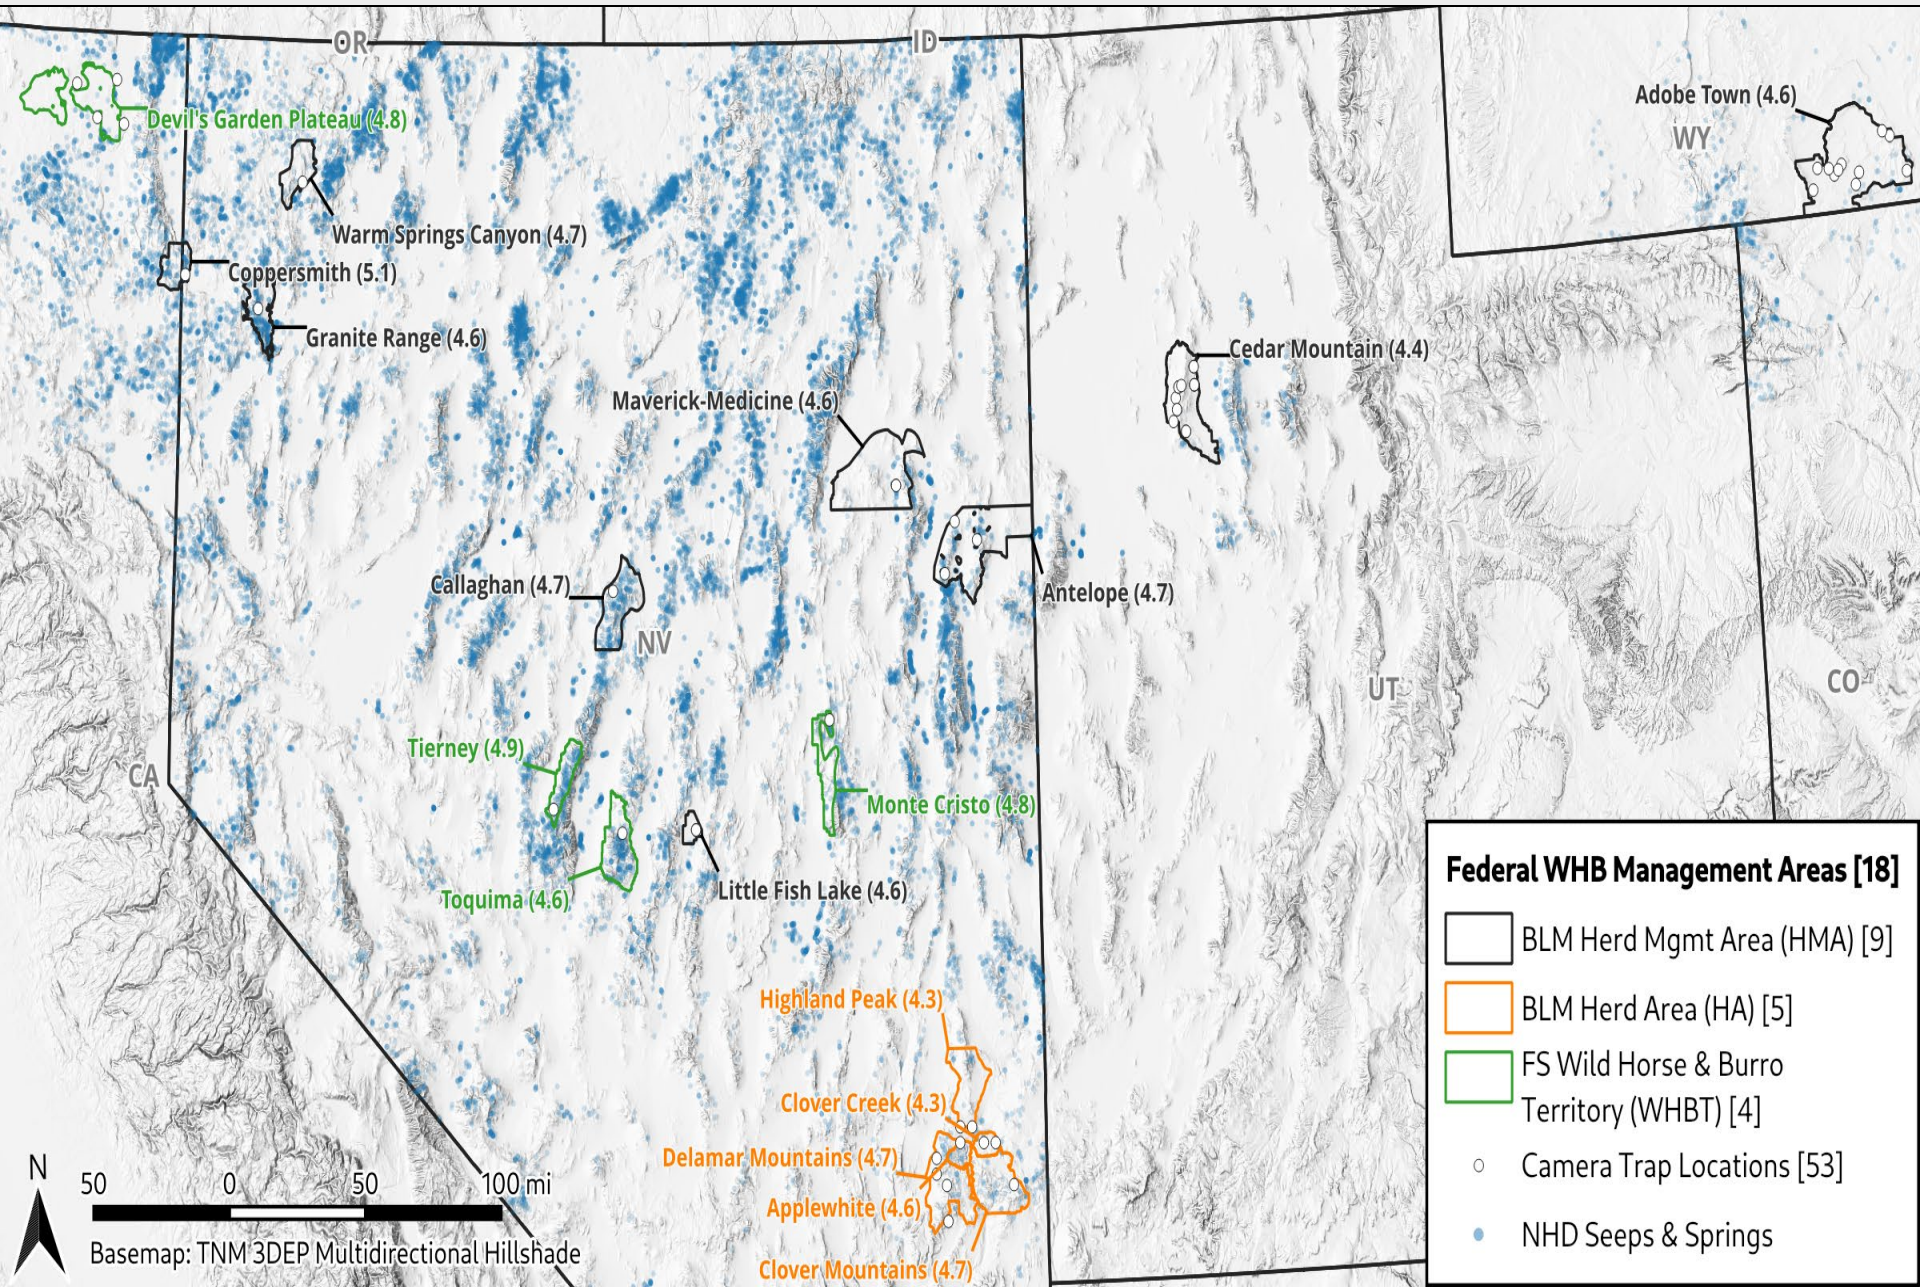 OR
ID
Devil's Garden Plateau (4.8)
Adobe Town (4.6)
WY
Warm Springs Canyon (4.7)
Coppersmith (5.1)
Granite Range (4.6)
Cedar Mountain (4.4)
Maverick-Medicine (4.6)
Callaghan (4.7)
Antelope (4.7)
NV
UT
CO
Tierney (4.9)
CA
Monte Cristo (4.8)
Toquima (4.6)
Little Fish Lake (4.6)
Highland Peak (4.3)
Clover Creek (4.3)
Delamar Mountains (4.7)
Applewhite (4.6)
Clover Mountains (4.7)
N
50 0 50 100 mi
Basemap: TNM 3DEP Multidirectional Hillshade
Federal WHB Management Areas [18]
BLM Herd Mgmt Area (HMA) [9]
BLM Herd Area (HA) [5]
FS Wild Horse & Burro
Territory (WHBT) [4]
Camera Trap Locations [53]
NHD Seeps & Springs